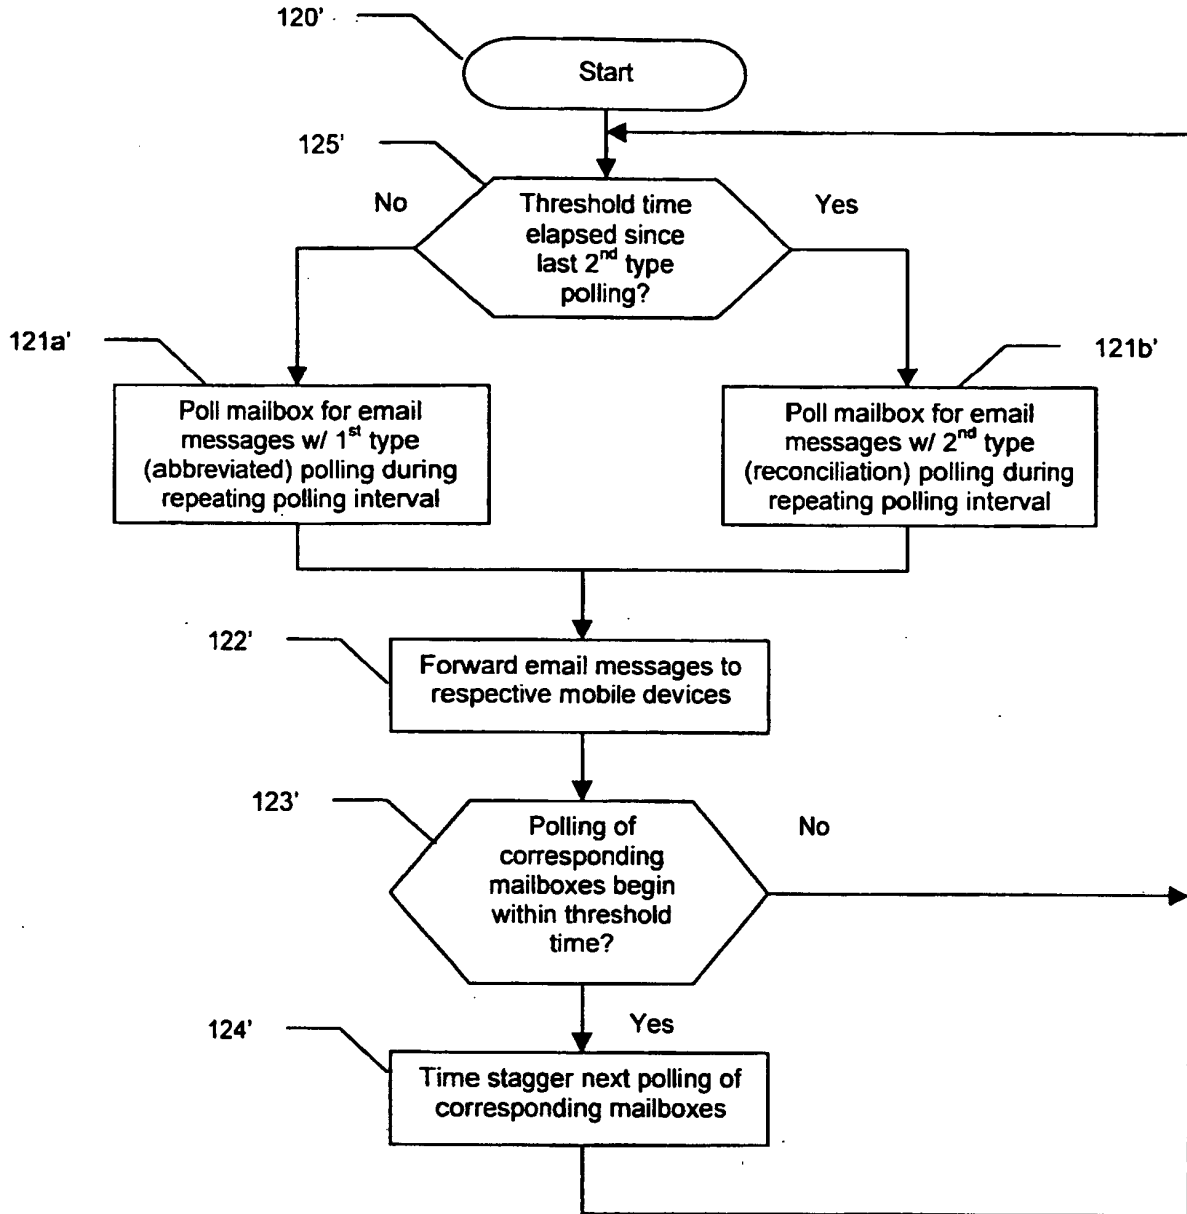 120'
Start
125'
No
Threshold time
elapsed since
last 2nd type
polling?
Yes
121a'
121b'
Poll mailbox for email
messages w/ 1st type
(abbreviated) polling during
repeating polling interval
Poll mailbox for email
messages w/ 2nd type
(reconciliation) polling during
repeating polling interval
122'
Forward email messages to
respective mobile devices
123'
Polling of
corresponding
mailboxes begin
within threshold
time?
No
Yes
124'
Time stagger next polling of
corresponding mailboxes